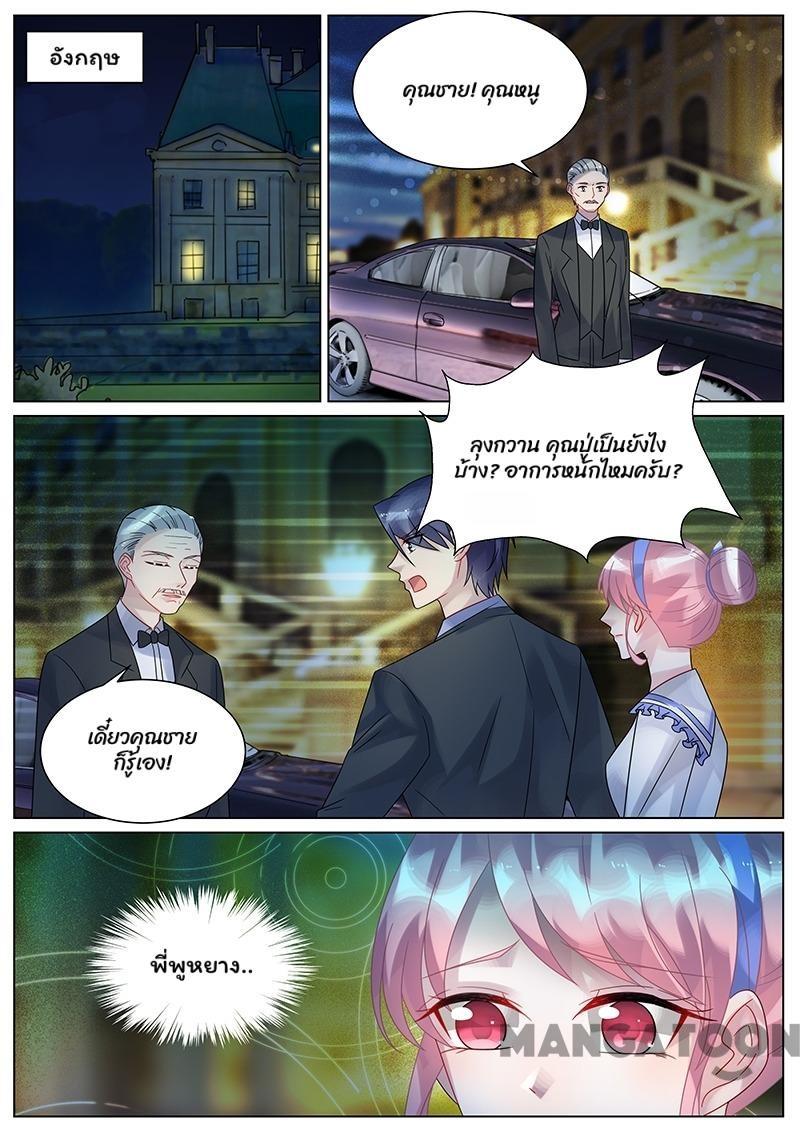 อังกฤษ
คุณชาย! คุณหนู
ลุงกวาน คุณปู่เป็นยังไง
บ้าง? อาการหนักไหมครับ?
เดี๋ยวคุณชาย
ก็รู้เอง!
พี่พูหยาง..
MANGATOON